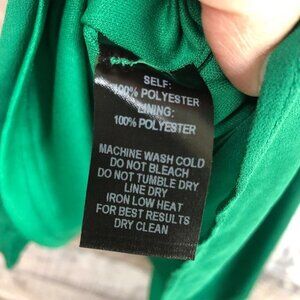 SELF:
100% POLYESTER
LINING:
100% POLYESTER
MACHINE WASH COLD
DO NOT BLEACH
DO NOT TUMBLE DRY
LINE DRY
IRON LOW HEAT
FOR BEST RESULTS
DRY CLEAN